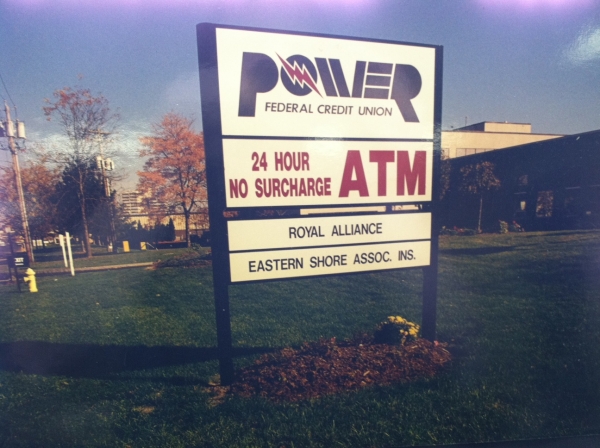 POWER
FEDERAL CREDIT UNION
24 HOUR
NO SURCHARGE ATM
ROYAL ALLIANCE
EASTERN SHORE ASSOC. INS.